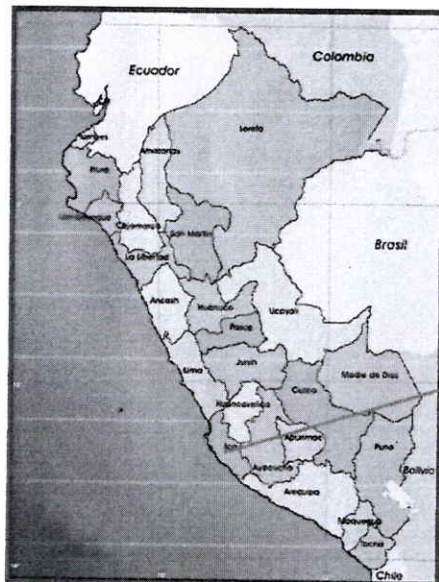 Colombia
Ecuador
Loreto
Tumbes
Amazonas
Piura
Lambayeque
Cajamarca
San Martín
La Libertad
Brasil
Ancash
Huánuco
Ucayali
Pasco
Lima
Junín
Madre de Dios
Huancavelica
Cusco
Apurímac
Puno
Ayacucho
Bolivia
Arequipa
Moquegua
Tacna
Chile